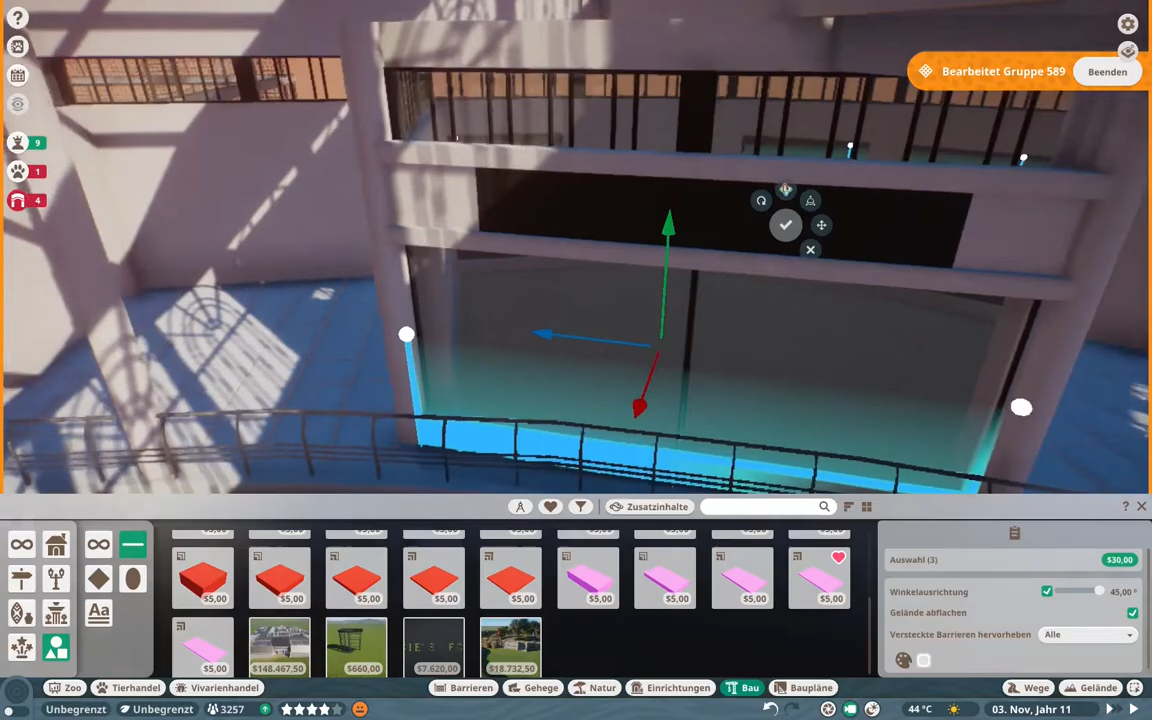 Bearbeitet Gruppe 589
Beenden
9
1
4
Zusatzinhalte
Auswahl (3)
$30,00
Winkelausrichtung
45,00 °
Gelände abflachen
Versteckte Barrieren hervorheben
Alle
$5,00 $5,00 $5,00 $5,00 $5,00 $5,00 $5,00 $5,00 $5,00
$5,00 $148.467,50 $660,00 $7.620,00 $18.732,50
Aa
Zoo
Tierhandel
Vivarienhandel
Barrieren
Gehege
Natur
Einrichtungen
Bau
Baupläne
Wege
Gelände
Unbegrenzt
Unbegrenzt
3257
44 °C
03. Nov, Jahr 11